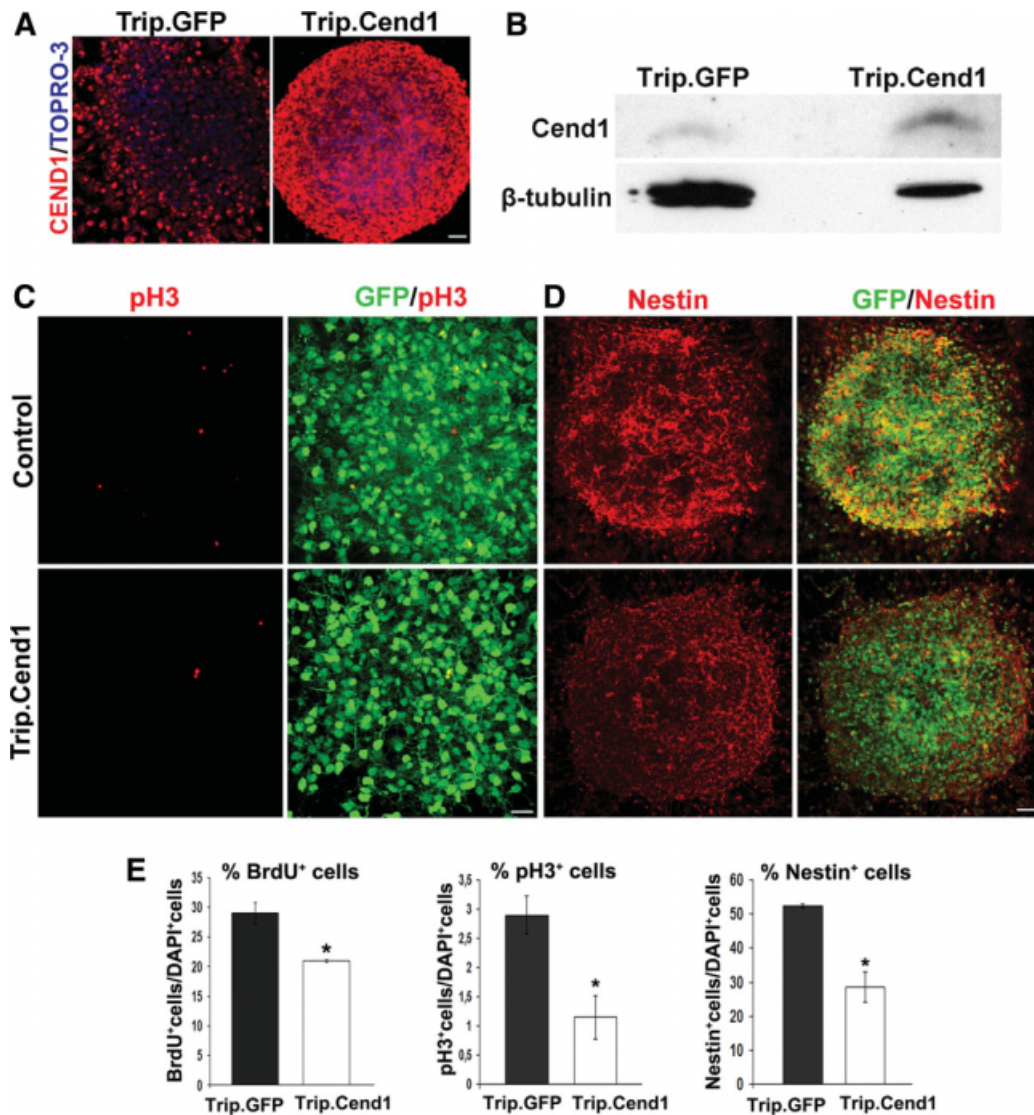 A
Trip.GFP
Trip.Cend1
CEND1/TOPRO-3
B
Trip.GFP
Trip.Cend1
Cend1
β-tubulin
C
pH3
GFP/pH3
D
Nestin
GFP/Nestin
Control
Trip.Cend1
E
% BrdU⁺ cells
BrdU⁺cells/DAPI⁺cells
35
30
25
20
15
10
5
0
*
Trip.GFP
Trip.Cend1
% pH3⁺ cells
pH3⁺cells/DAPI⁺cells
3,5
3
2,5
2
1,5
1
0,5
0
*
Trip.GFP
Trip.Cend1
% Nestin⁺ cells
Nestin⁺cells/DAPI⁺cells
60
50
40
30
20
10
0
*
Trip.GFP
Trip.Cend1